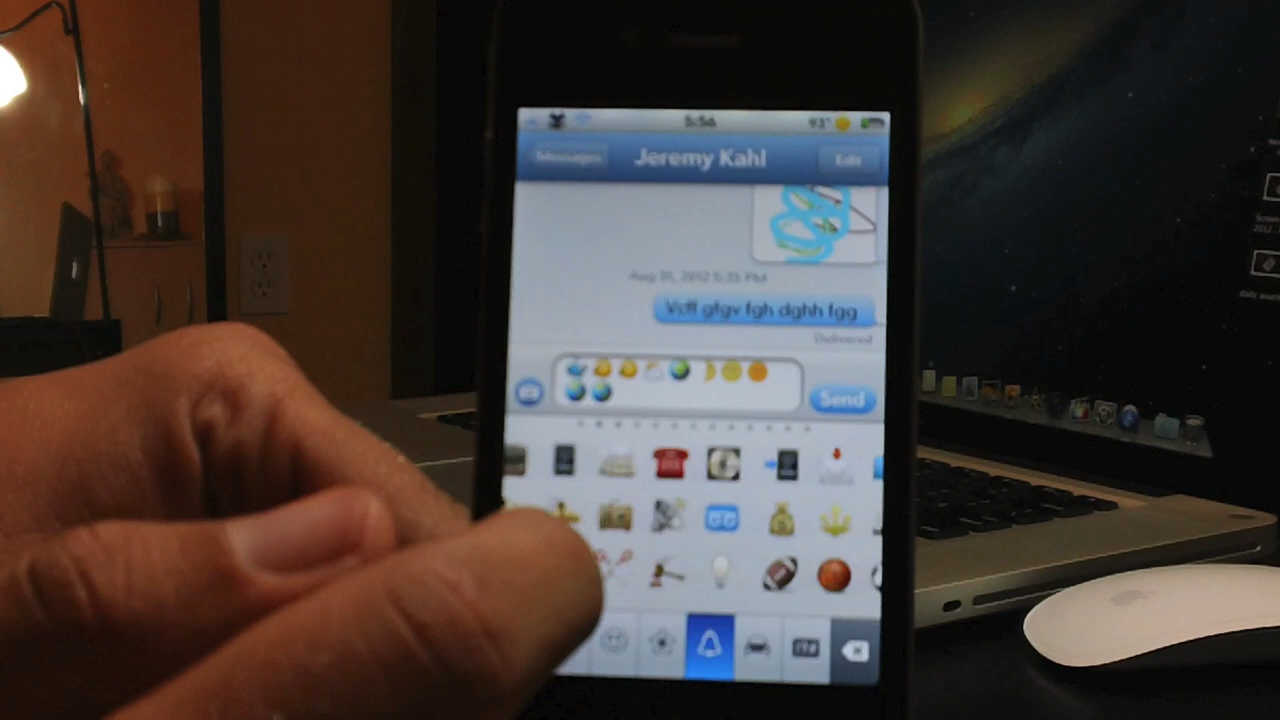 5:56 93°
Messages Jeremy Kahl Edit
Aug 31, 2012 5:35 PM
Vcff gfgv fgh dghh fgg
Delivered
Send